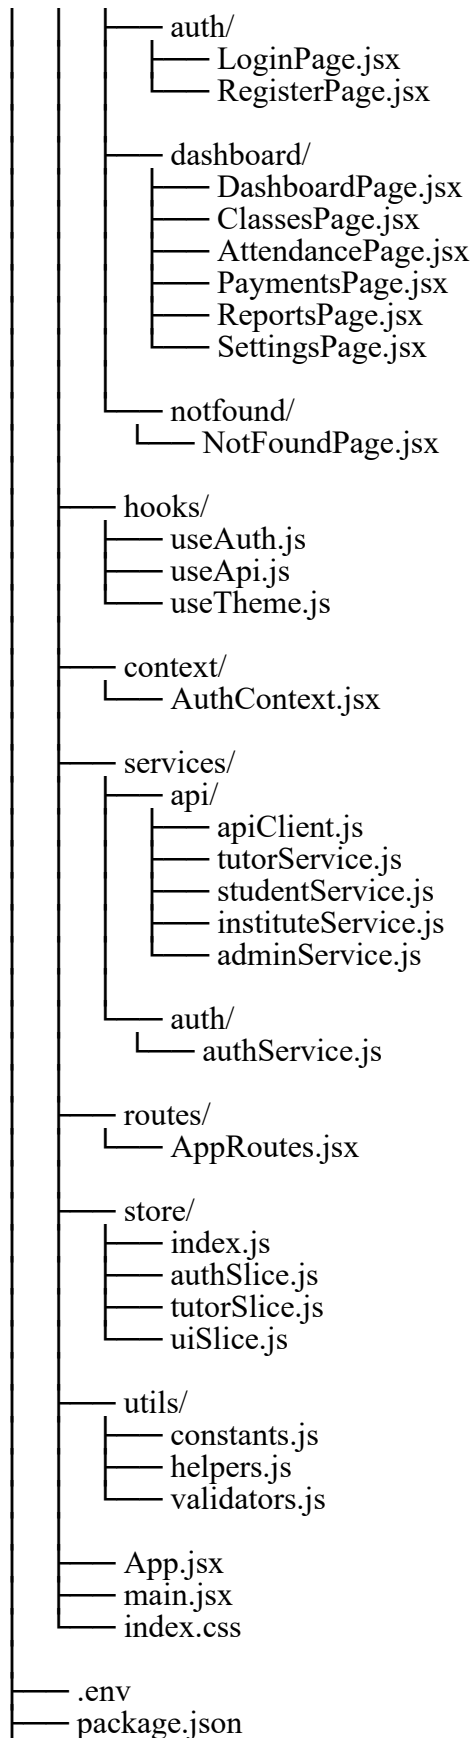 auth/
LoginPage.jsx
RegisterPage.jsx
dashboard/
DashboardPage.jsx
ClassesPage.jsx
AttendancePage.jsx
PaymentsPage.jsx
ReportsPage.jsx
SettingsPage.jsx
notfound/
NotFoundPage.jsx
hooks/
useAuth.js
useApi.js
useTheme.js
context/
AuthContext.jsx
services/
api/
apiClient.js
tutorService.js
studentService.js
instituteService.js
adminService.js
auth/
authService.js
routes/
AppRoutes.jsx
store/
index.js
authSlice.js
tutorSlice.js
uiSlice.js
utils/
constants.js
helpers.js
validators.js
App.jsx
main.jsx
index.css
.env
package.json